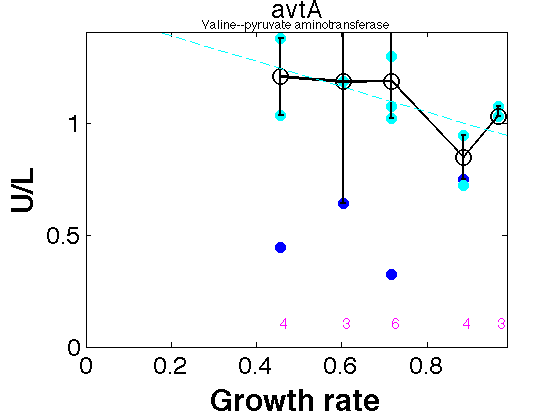 avtA
Valine--pyruvate aminotransferase
U/L
1
0.5
0
4 3 6 4 3
0 0.2 0.4 0.6 0.8
Growth rate